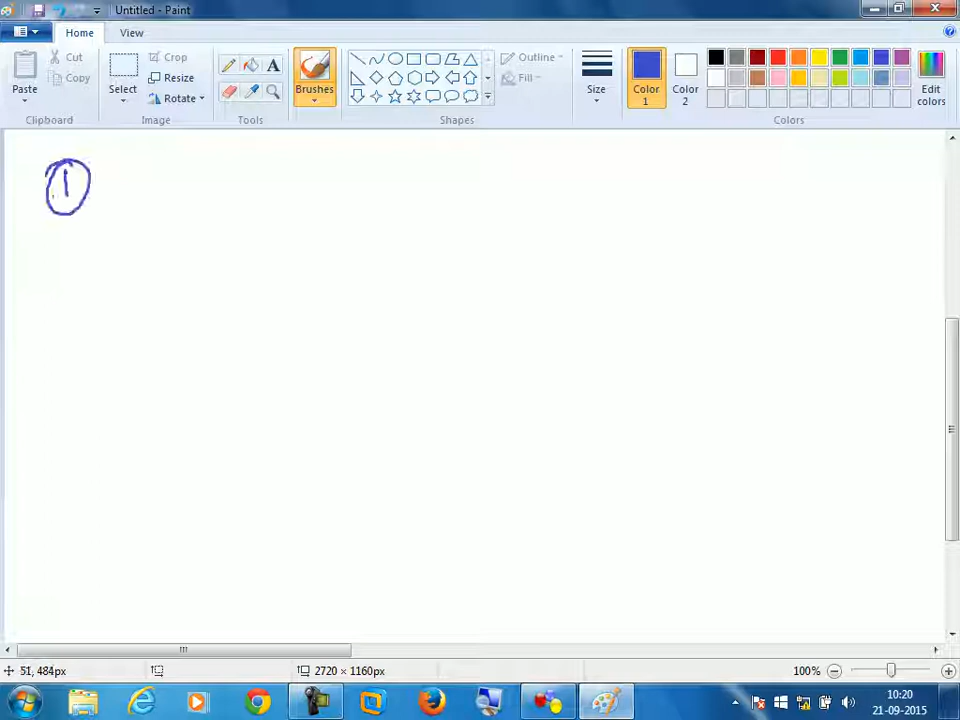 Untitled - Paint
Home View
Paste
Cut
Copy
Clipboard
Select
Crop
Resize
Rotate
Image
A
Tools
Brushes
Shapes
Outline
Fill
Size
Color 1
Color 2
Edit colors
Colors
1
51, 484px
2720 × 1160px
100%
10:20
21-09-2015